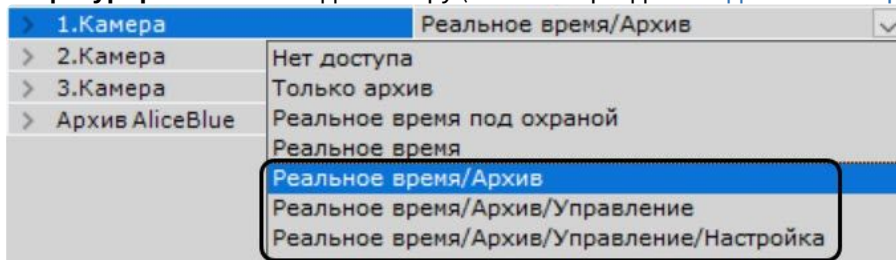 1.Камера Реальное время/Архив
2.Камера
3.Камера
Архив AliceBlue
Нет доступа
Только архив
Реальное время под охраной
Реальное время
Реальное время/Архив
Реальное время/Архив/Управление
Реальное время/Архив/Управление/Настройка